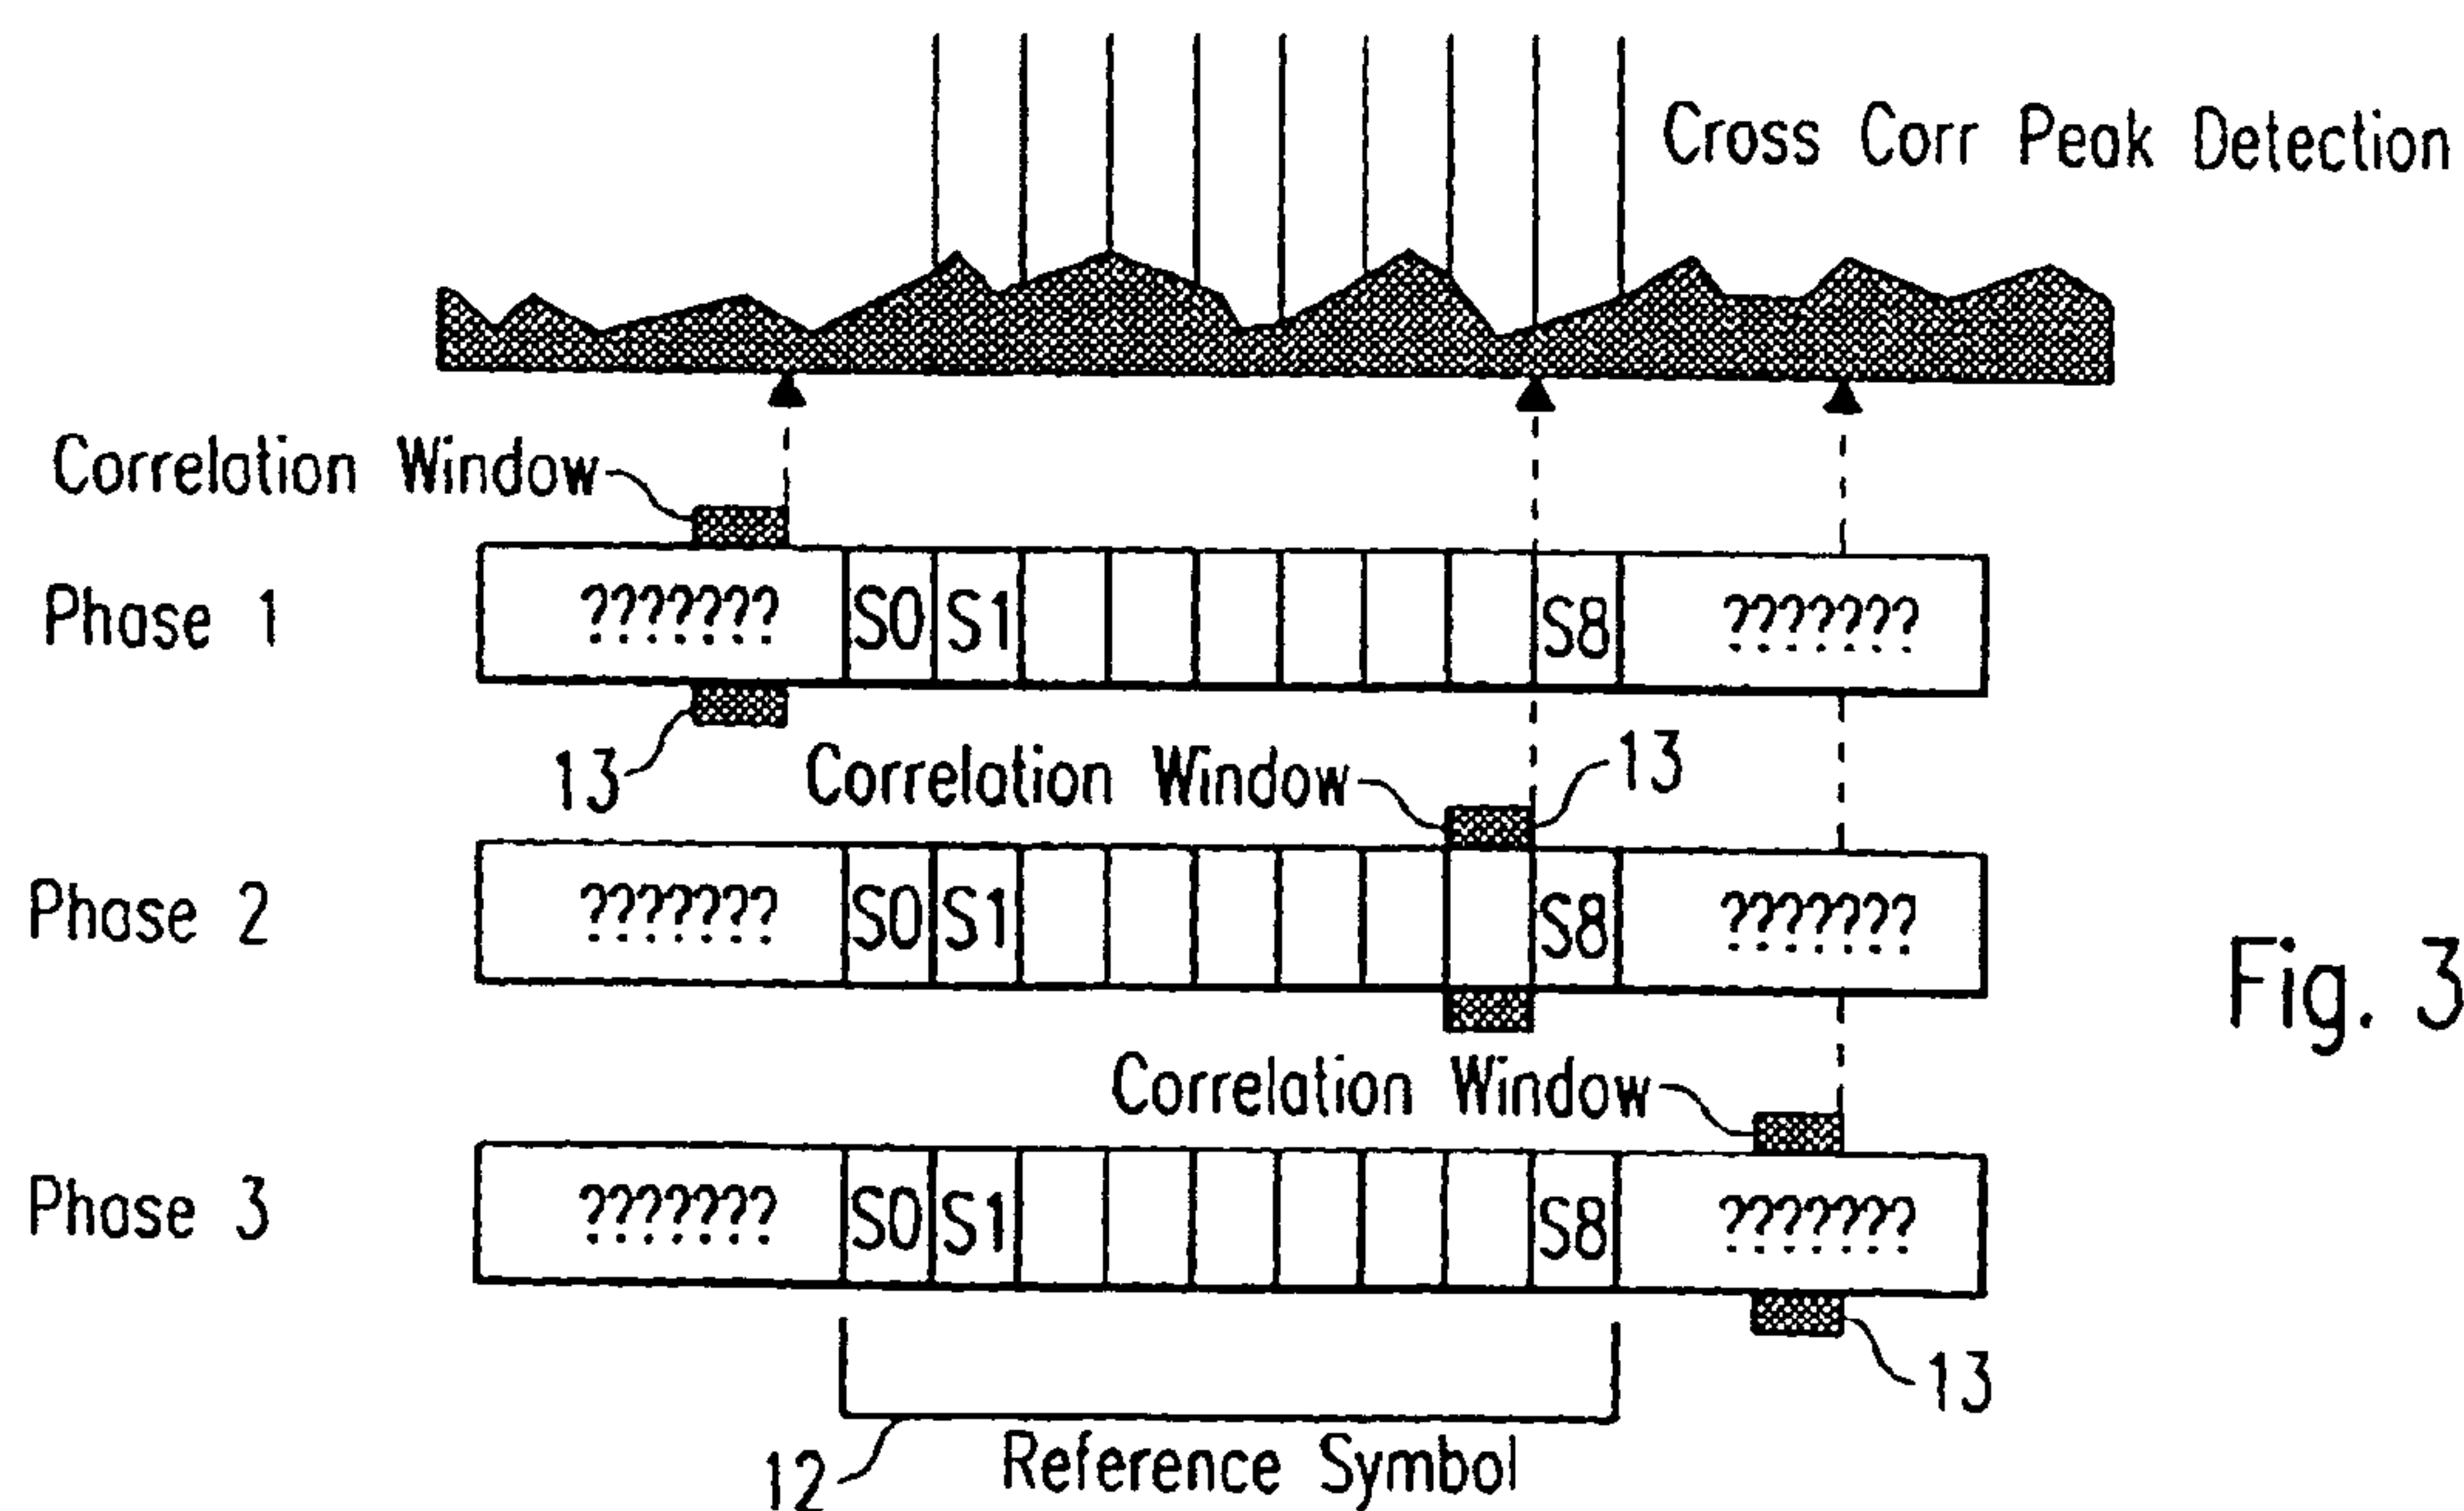 Cross Corr Peak Detection
Correlation Window
Phase 1
??????? S0 S1 S8 ???????
13
Correlation Window
13
Phase 2
??????? S0 S1 S8 ???????
Fig. 3
Correlation Window
Phase 3
??????? S0 S1 S8 ???????
13
12
Reference Symbol